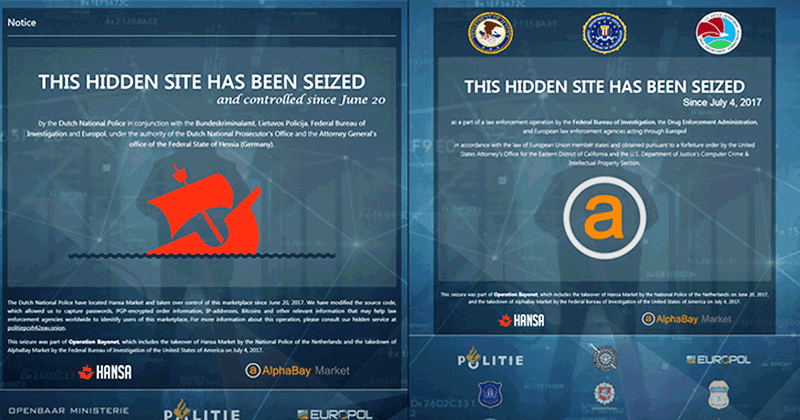 Notice
THIS HIDDEN SITE HAS BEEN SEIZED
and controlled since June 20
by the Dutch National Police in conjunction with the Bundeskriminalamt, Lietuvos Policija, Federal Bureau of
Investigation and Europol, under the authority of the Dutch National Prosecutor's Office and the Attorney General's
office of the Federal State of Hessia (Germany).
The Dutch National Police have located Hansa Market and taken over control of this marketplace since June 20, 2017. We have modified the source code,
which allowed us to capture passwords, PGP-encrypted order information, IP-addresses, Bitcoins and other relevant information that may help law
enforcement agencies worldwide to identify users of this marketplace. For more information about this operation, please consult our hidden service at
This seizure was part of Operation Bayonet, which includes the takeover of Hansa Market by the National Police of the Netherlands and the takedown of
AlphaBay Market by the Federal Bureau of Investigation of the United States of America on July 4, 2017.
HANSA
AlphaBay Market
OPENBAAR MINISTERIE
POLITIE
EUROPOL
THIS HIDDEN SITE HAS BEEN SEIZED
Since July 4, 2017
as a part of a law enforcement operation by the Federal Bureau of Investigation, the Drug Enforcement Administration,
and European law enforcement agencies acting through Europol
in accordance with the law of European Union member states and obtained pursuant to a forfeiture order by the United
States Attorney's Office for the Eastern District of California and the U.S. Department of Justice's Computer Crime &
Intellectual Property Section.
a
This seizure was part of Operation Bayonet, which includes the takeover of Hansa Market by the National Police of the Netherlands on June 20, 2017,
and the takedown of AlphaBay Market by the Federal Bureau of Investigation of the United States of America on July 4, 2017.
HANSA
AlphaBay Market
POLITIE
EUROPOL